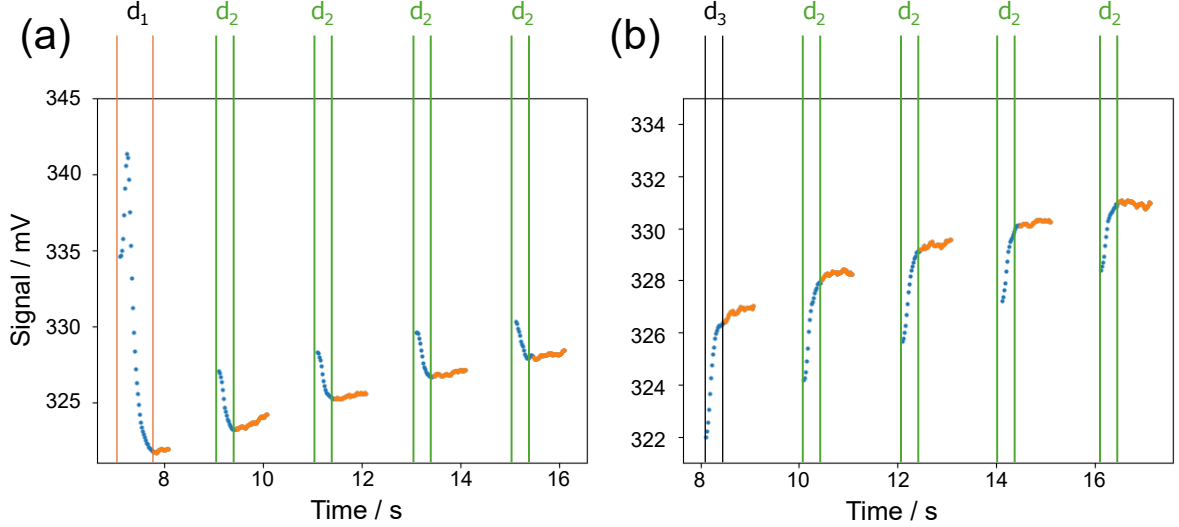 (a)
d₁ d₂ d₂ d₂ d₂
345
340
335
330
325
Signal / mV
8 10 12 14 16
Time / s
(b)
d₃ d₂ d₂ d₂ d₂
334
332
330
328
326
324
322
8 10 12 14 16
Time / s